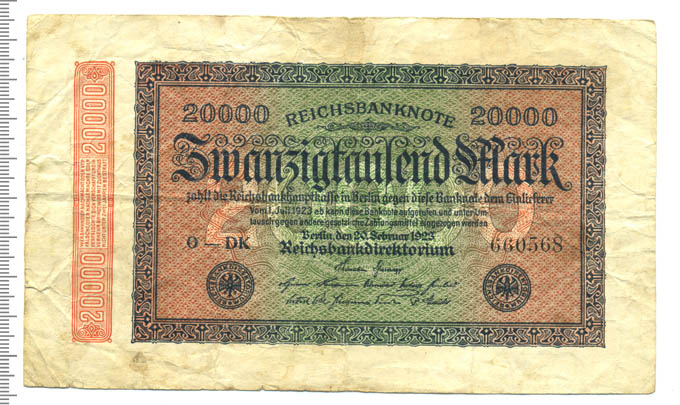 20000 REICHSBANKNOTE 20000
Zwanzigtausend Mark
zahlt die Reichsbankhauptkasse in Berlin gegen diese Banknote dem Einlieferer
Vom 1. Juli 1923 ab kann diese Banknote aufgerufen und unter Um-
tausch gegen andere gesetzliche Zahlungsmittel eingezogen werden
Berlin, den 20. Februar 1923
O – DK Reichsbankdirektorium 660568
20000
20000